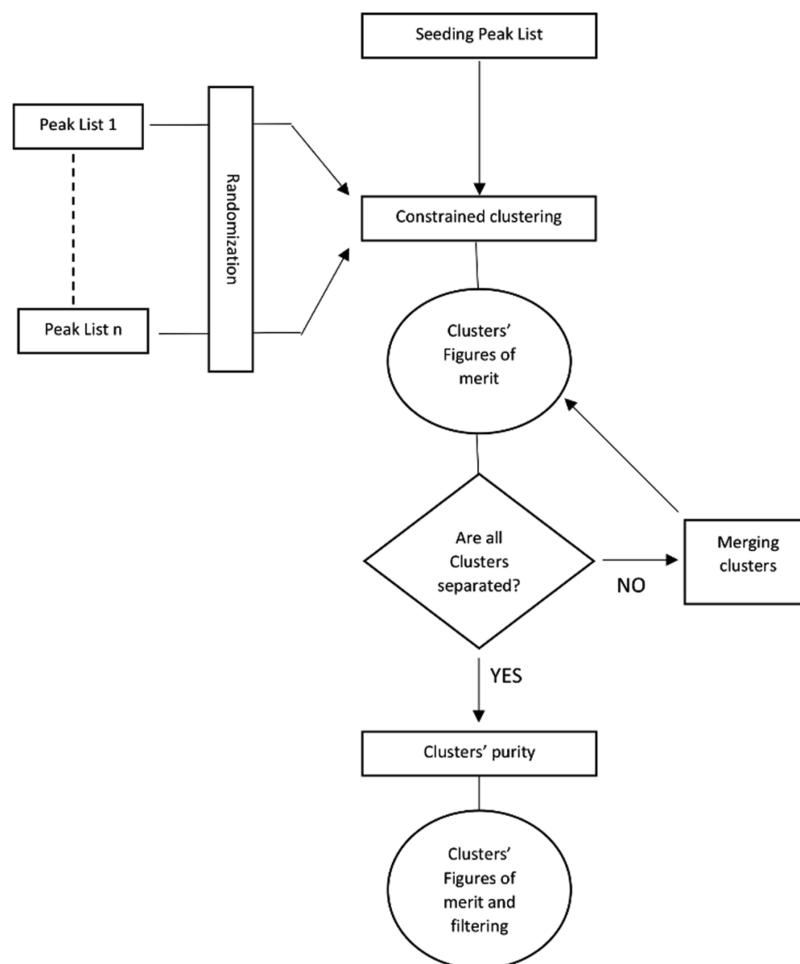 Seeding Peak List
Peak List 1
Randomization
Constrained clustering
Peak List n
Clusters’
Figures of
merit
Are all
Clusters
separated?
NO
Merging
clusters
YES
Clusters’ purity
Clusters’
Figures of
merit and
filtering